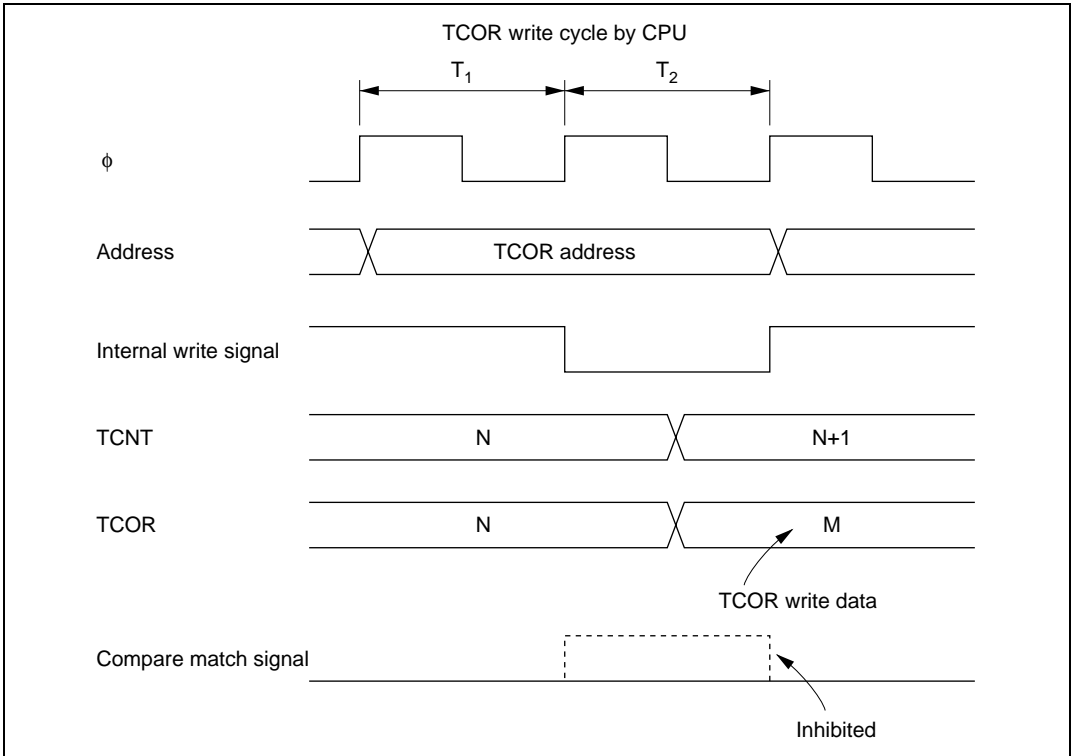 TCOR write cycle by CPU
T1 T2
ϕ
Address TCOR address
Internal write signal
TCNT N N+1
TCOR N M
TCOR write data
Compare match signal
Inhibited